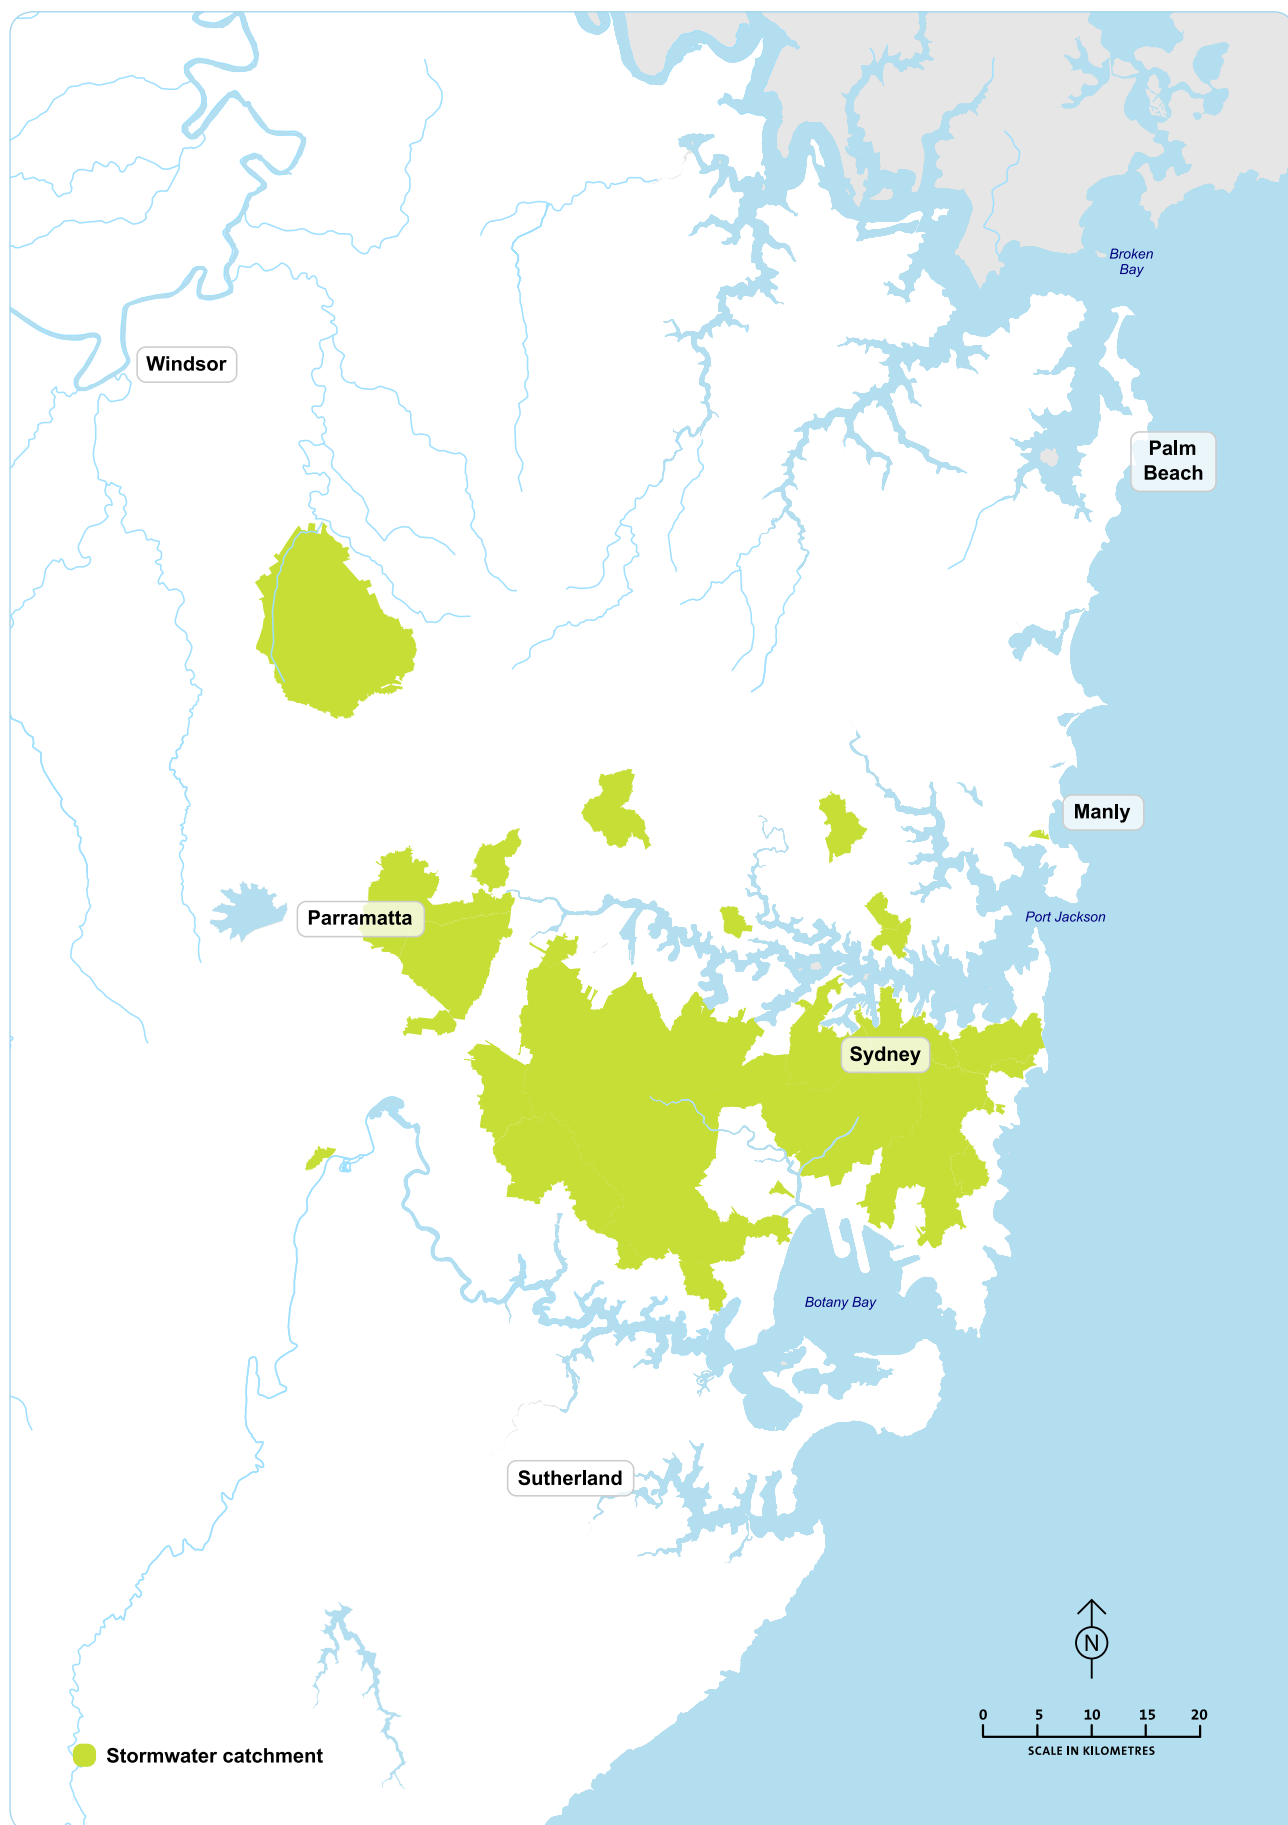 Broken
Bay
Windsor
Palm
Beach
Manly
Parramatta
Port Jackson
Sydney
Botany Bay
Sutherland
N
0 5 10 15 20
SCALE IN KILOMETRES
Stormwater catchment